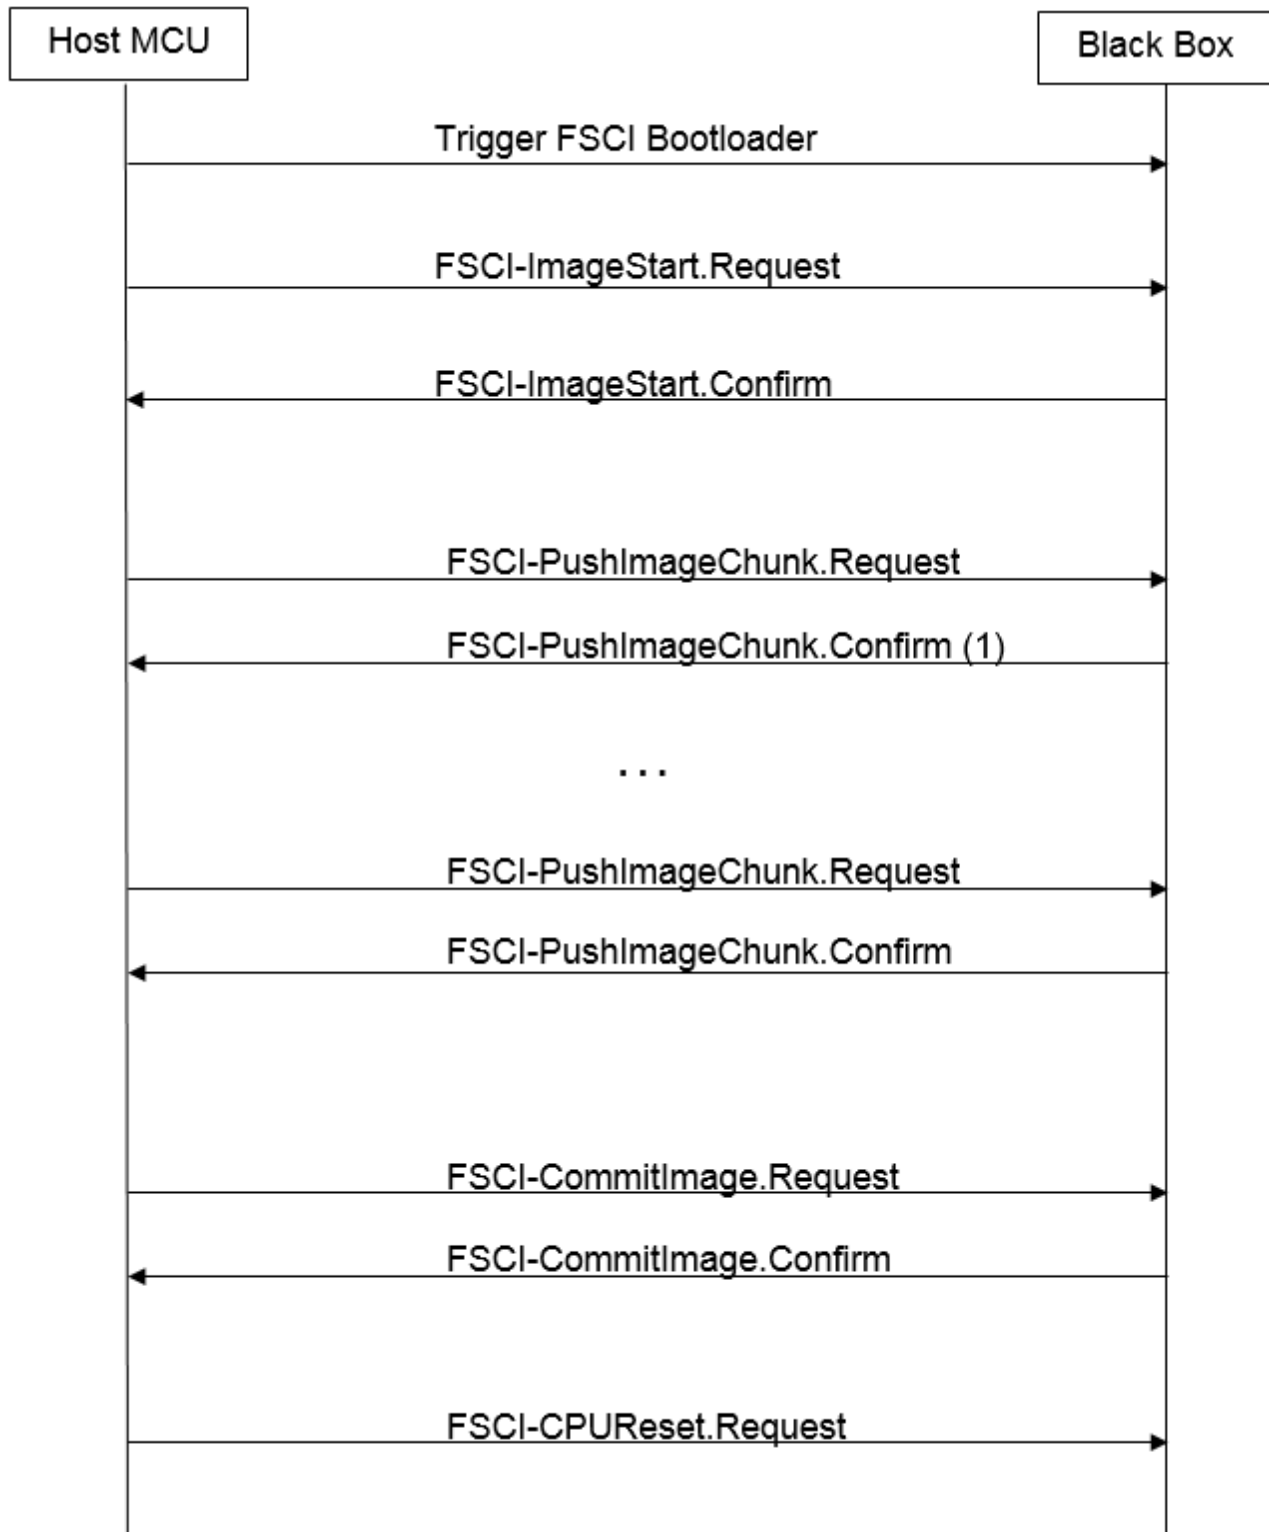 Host MCU
Black Box
Trigger FSCI Bootloader
FSCI-ImageStart.Request
FSCI-ImageStart.Confirm
FSCI-PushImageChunk.Request
FSCI-PushImageChunk.Confirm (1)
...
FSCI-PushImageChunk.Request
FSCI-PushImageChunk.Confirm
FSCI-CommitImage.Request
FSCI-CommitImage.Confirm
FSCI-CPUReset.Request